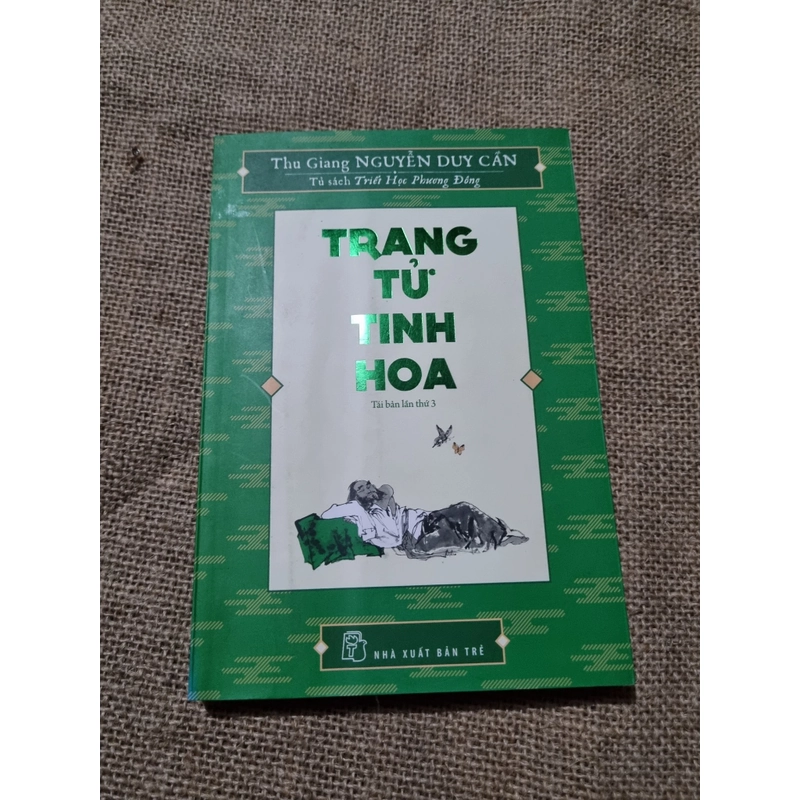 Thu Giang NGUYỄN DUY CẦN
Tủ sách Triết Học Phương Đông
TRANG
TỬ
TINH
HOA
Tái bản lần thứ 3
NHÀ XUẤT BẢN TRẺ